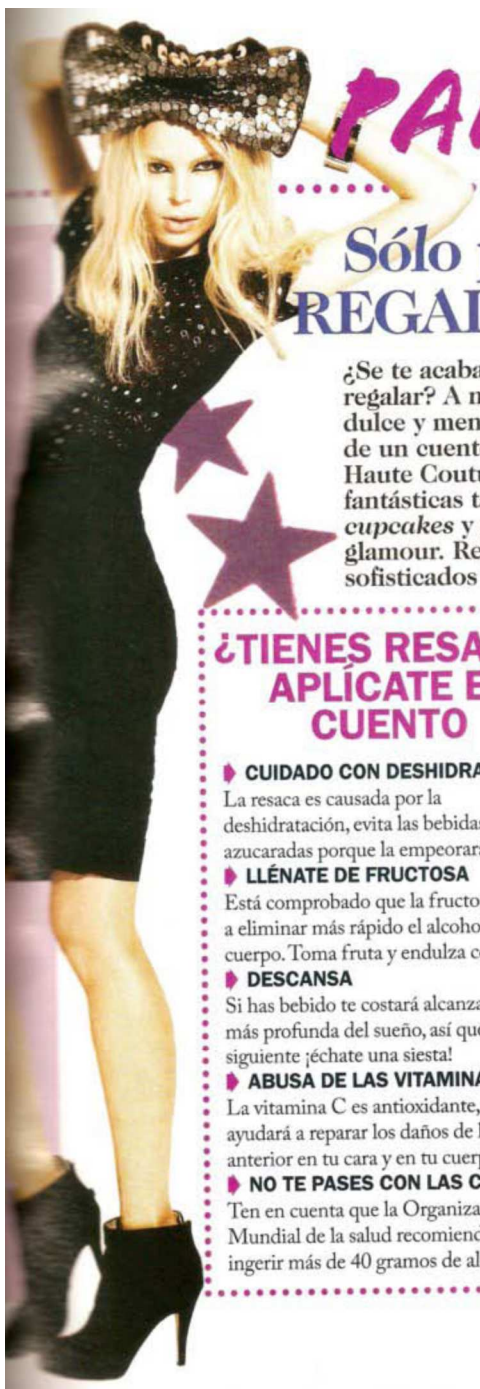 Sólo
REGAL
¿Se te acaba
regalar? A
dulce y men
de un cuent
Haute Coutu
fantásticas t
cupcakes y
glamour. Re
sofisticados
¿TIENES RESA
APLÍCATE E
CUENTO
CUIDADO CON DESHIDRA
La resaca es causada por la
deshidratación, evita las bebidas
azucaradas porque la empeorar
LLÉNATE DE FRUCTOSA
Está comprobado que la fructo
a eliminar más rápido el alcoho
cuerpo. Toma fruta y endulza c
DESCANSA
Si has bebido te costará alcanza
más profunda del sueño, así que
siguiente ¡échate una siesta!
ABUSA DE LAS VITAMINA
La vitamina C es antioxidante,
ayudará a reparar los daños de l
anterior en tu cara y en tu cuerp
NO TE PASES CON LAS C
Ten en cuenta que la Organiza
Mundial de la salud recomiend
ingerir más de 40 gramos de al